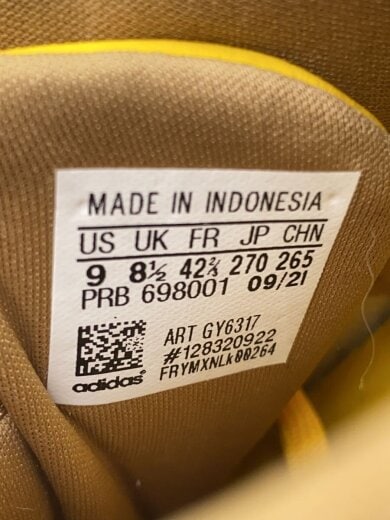 MADE IN INDONESIA
US UK FR JP CHN
9 8½ 42⅔ 270 265
PRB 698001 09/21
ART GY6317
#128320922
FRYMXNLk00264
adidas®